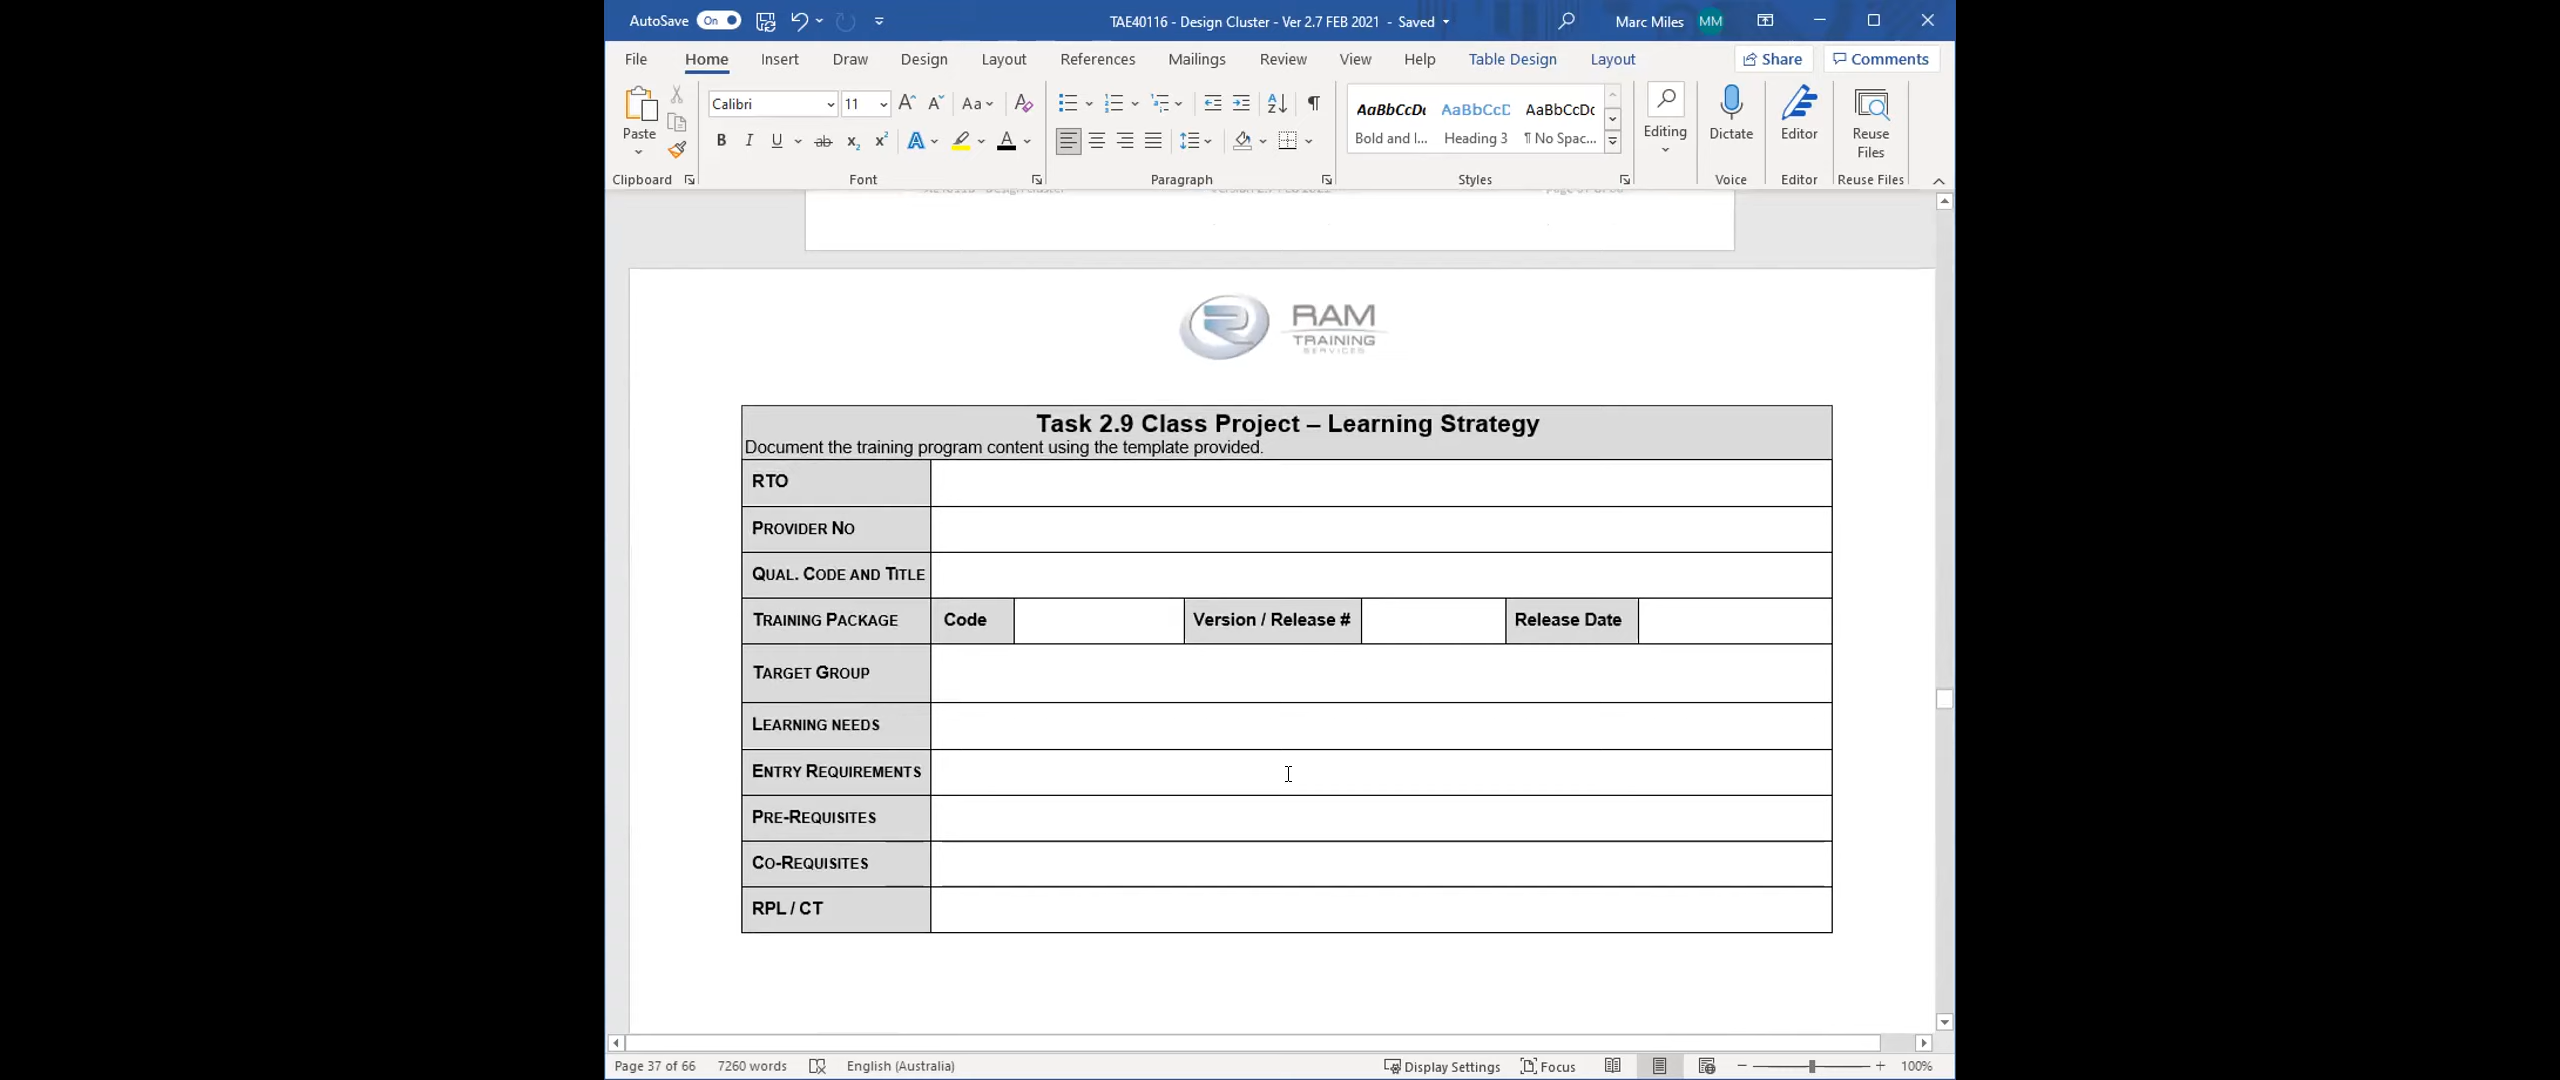 AutoSave On TAE40116 - Design Cluster - Ver 2.7 FEB 2021 - Saved Marc Miles MM
File Home Insert Draw Design Layout References Mailings Review View Help Table Design Layout Share Comments
Calibri 11 Aa AaBbCcDc AaBbCcD AaBbCcDc
Paste B I U ab x₂ x² A A Bold and I... Heading 3 ¶ No Spac... Editing Dictate Editor Reuse Files
Clipboard Font Paragraph Styles Voice Editor Reuse Files
RAM
TRAINING
SERVICES
Task 2.9 Class Project – Learning Strategy
Document the training program content using the template provided.
RTO
PROVIDER NO
QUAL. CODE AND TITLE
TRAINING PACKAGE Code Version / Release # Release Date
TARGET GROUP
LEARNING NEEDS
ENTRY REQUIREMENTS
PRE-REQUISITES
CO-REQUISITES
RPL / CT
Page 37 of 66 7260 words English (Australia) Display Settings Focus 100%